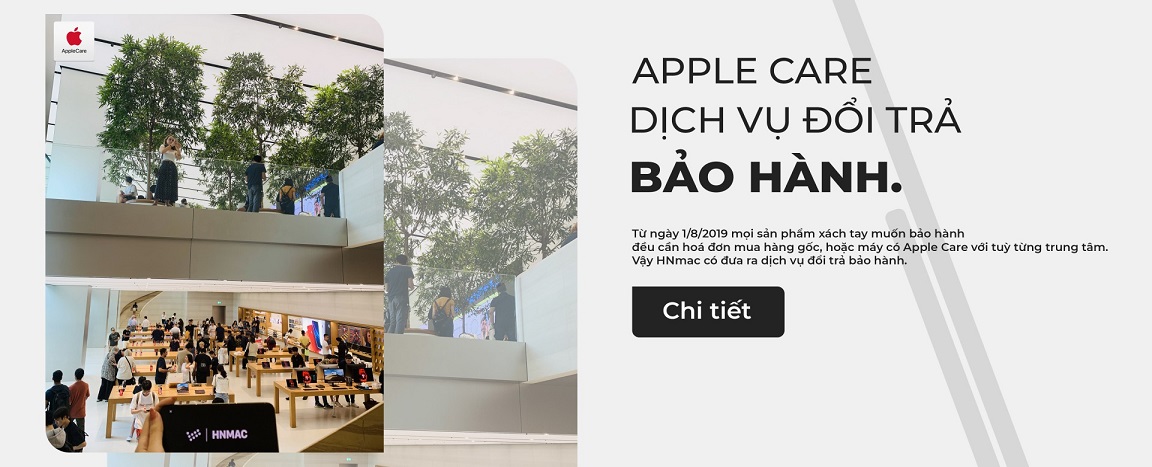 AppleCare
HNMAC
APPLE CARE
DỊCH VỤ ĐỔI TRẢ
BẢO HÀNH.
Từ ngày 1/8/2019 mọi sản phẩm xách tay muốn bảo hành
đều cần hoá đơn mua hàng gốc, hoặc máy có Apple Care với tuỳ từng trung tâm.
Vậy HNmac có đưa ra dịch vụ đổi trả bảo hành.
Chi tiết